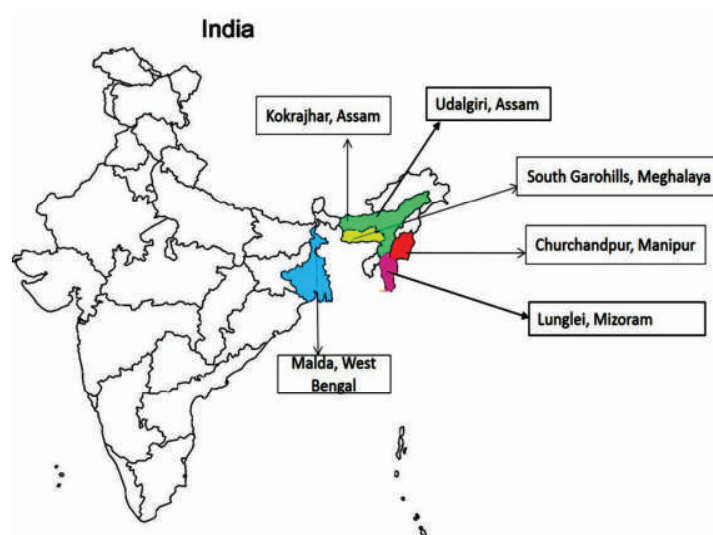 India
Kokrajhar, Assam
Udalgiri, Assam
South Garohills, Meghalaya
Churchandpur, Manipur
Lunglei, Mizoram
Malda, West
Bengal